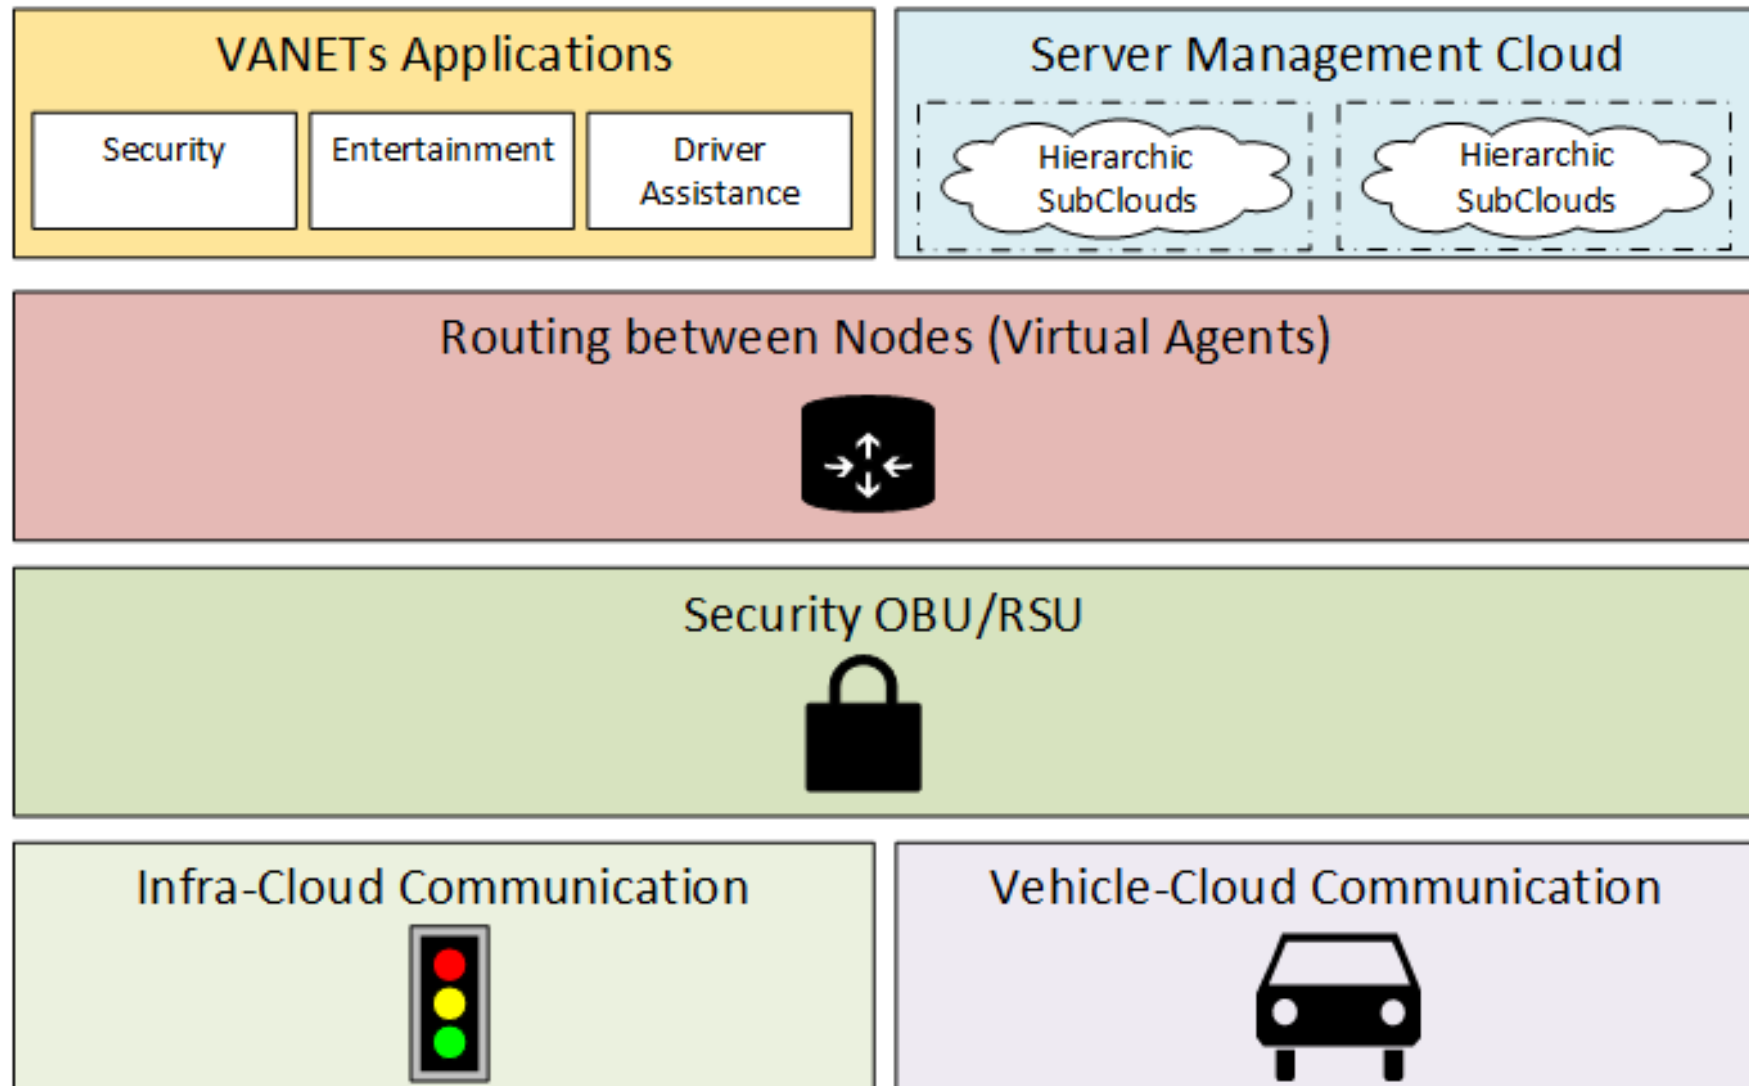 VANETs Applications
Security
Entertainment
Driver
Assistance
Server Management Cloud
Hierarchic
SubClouds
Hierarchic
SubClouds
Routing between Nodes (Virtual Agents)
Security OBU/RSU
Infra-Cloud Communication
Vehicle-Cloud Communication